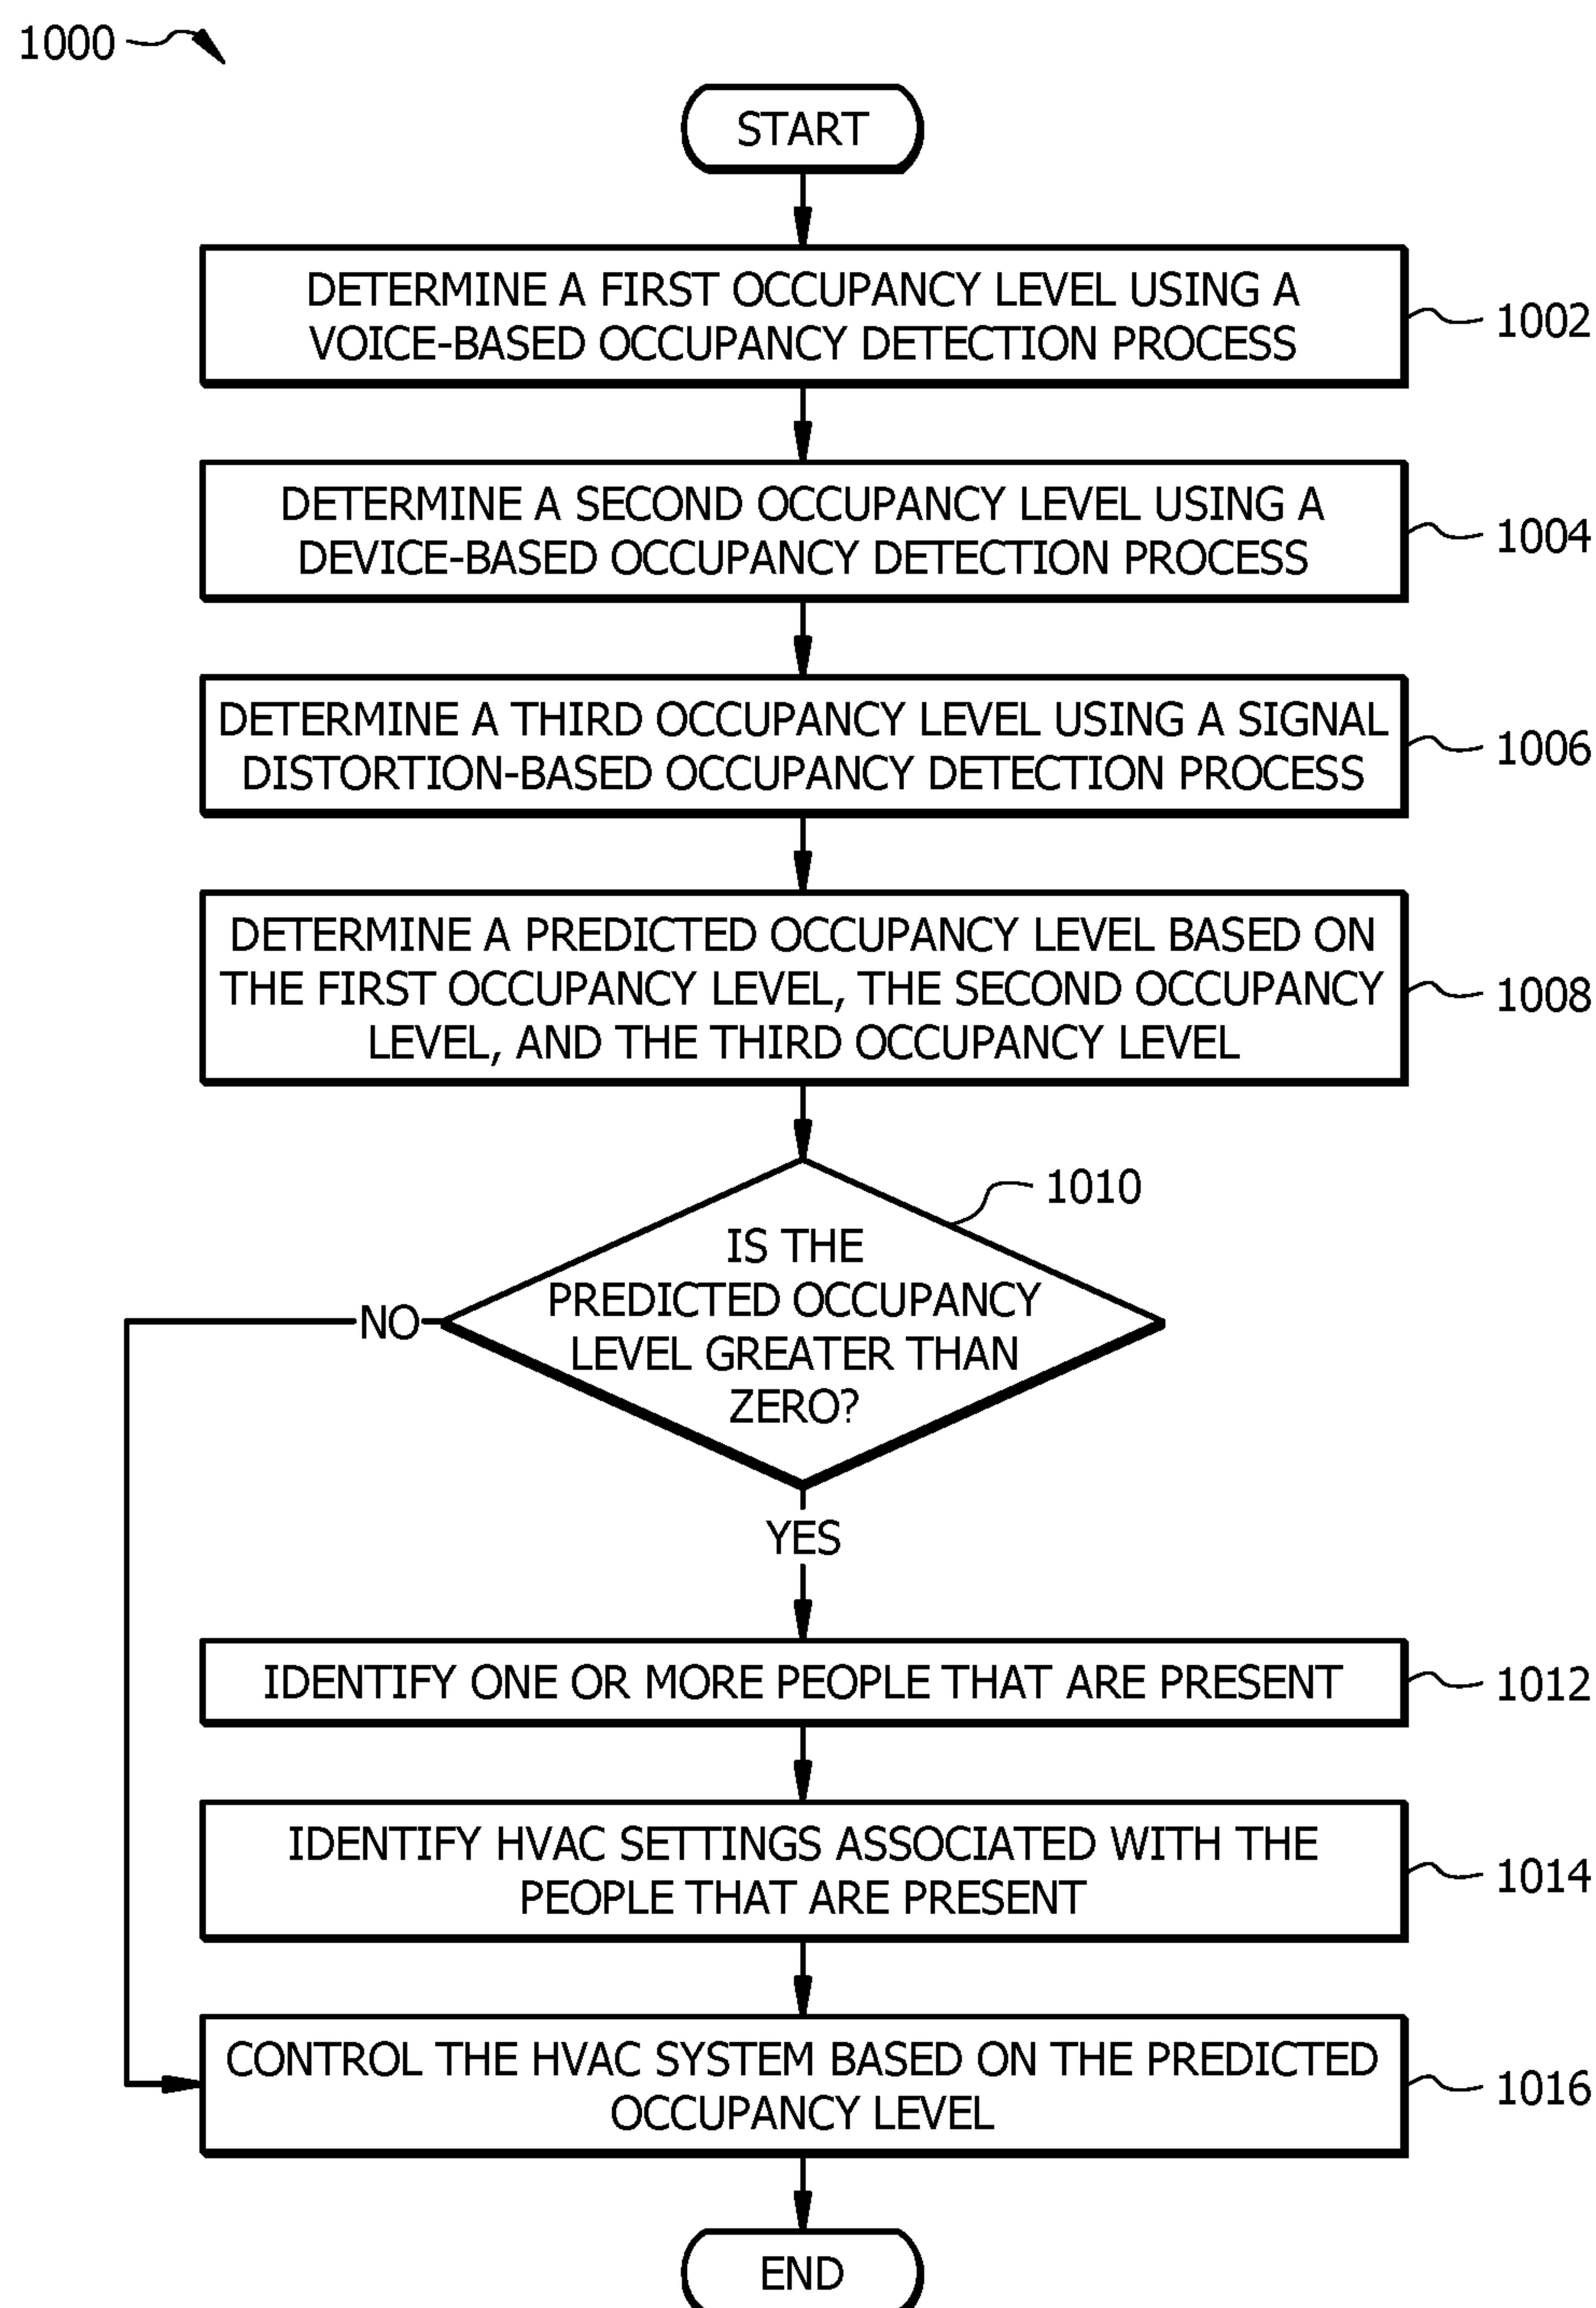 1000
START
DETERMINE A FIRST OCCUPANCY LEVEL USING A
VOICE-BASED OCCUPANCY DETECTION PROCESS
1002
DETERMINE A SECOND OCCUPANCY LEVEL USING A
DEVICE-BASED OCCUPANCY DETECTION PROCESS
1004
DETERMINE A THIRD OCCUPANCY LEVEL USING A SIGNAL
DISTORTION-BASED OCCUPANCY DETECTION PROCESS
1006
DETERMINE A PREDICTED OCCUPANCY LEVEL BASED ON
THE FIRST OCCUPANCY LEVEL, THE SECOND OCCUPANCY
LEVEL, AND THE THIRD OCCUPANCY LEVEL
1008
1010
IS THE
PREDICTED OCCUPANCY
LEVEL GREATER THAN
ZERO?
NO
YES
IDENTIFY ONE OR MORE PEOPLE THAT ARE PRESENT
1012
IDENTIFY HVAC SETTINGS ASSOCIATED WITH THE
PEOPLE THAT ARE PRESENT
1014
CONTROL THE HVAC SYSTEM BASED ON THE PREDICTED
OCCUPANCY LEVEL
1016
END